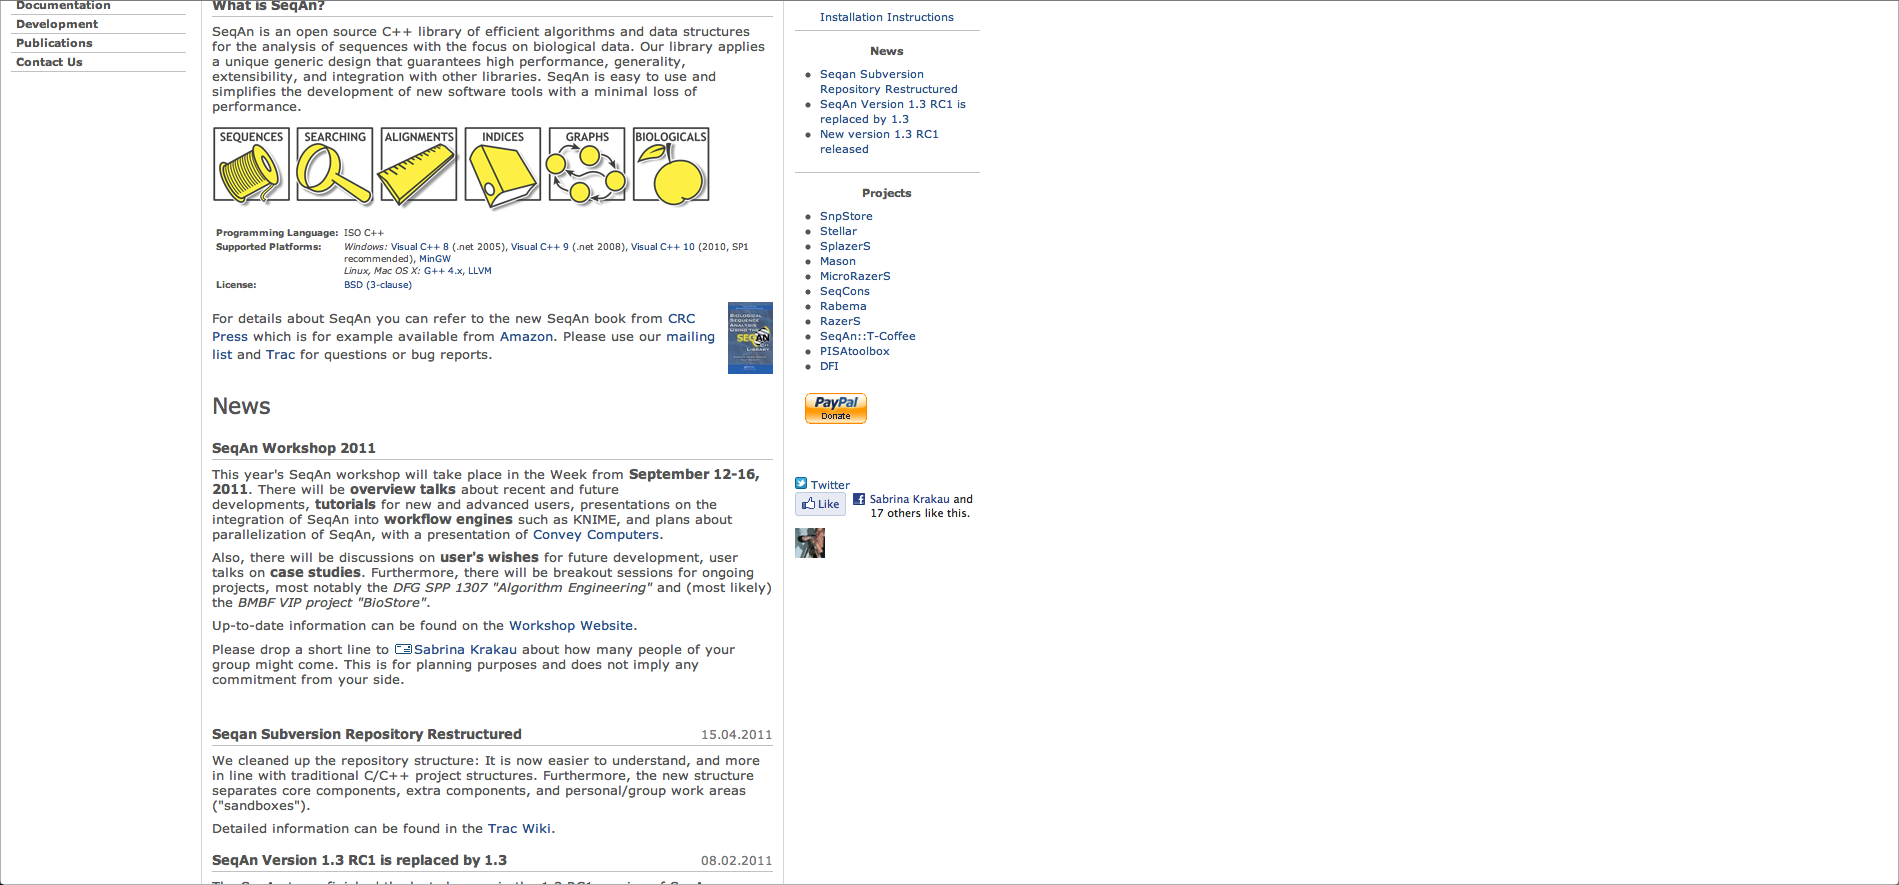 Documentation
Development
Publications
Contact Us
What is SeqAn?
SeqAn is an open source C++ library of efficient algorithms and data structures
for the analysis of sequences with the focus on biological data. Our library applies
a unique generic design that guarantees high performance, generality,
extensibility, and integration with other libraries. SeqAn is easy to use and
simplifies the development of new software tools with a minimal loss of
performance.
SEQUENCES SEARCHING ALIGNMENTS INDICES GRAPHS BIOLOGICALS
Programming Language: ISO C++
Supported Platforms: Windows: Visual C++ 8 (.net 2005), Visual C++ 9 (.net 2008), Visual C++ 10 (2010, SP1
recommended), MinGW
Linux, Mac OS X: G++ 4.x, LLVM
License: BSD (3-clause)
For details about SeqAn you can refer to the new SeqAn book from CRC
Press which is for example available from Amazon. Please use our mailing
list and Trac for questions or bug reports.
BIOLOGICAL
SEQUENCE
ANALYSIS
USING THE
SEQAN
LIBRARY
News
SeqAn Workshop 2011
This year's SeqAn workshop will take place in the Week from September 12-16,
2011. There will be overview talks about recent and future
developments, tutorials for new and advanced users, presentations on the
integration of SeqAn into workflow engines such as KNIME, and plans about
parallelization of SeqAn, with a presentation of Convey Computers.
Also, there will be discussions on user's wishes for future development, user
talks on case studies. Furthermore, there will be breakout sessions for ongoing
projects, most notably the DFG SPP 1307 "Algorithm Engineering" and (most likely)
the BMBF VIP project "BioStore".
Up-to-date information can be found on the Workshop Website.
Please drop a short line to Sabrina Krakau about how many people of your
group might come. This is for planning purposes and does not imply any
commitment from your side.
Seqan Subversion Repository Restructured 15.04.2011
We cleaned up the repository structure: It is now easier to understand, and more
in line with traditional C/C++ project structures. Furthermore, the new structure
separates core components, extra components, and personal/group work areas
("sandboxes").
Detailed information can be found in the Trac Wiki.
SeqAn Version 1.3 RC1 is replaced by 1.3 08.02.2011
Installation Instructions
News
Seqan Subversion
Repository Restructured
SeqAn Version 1.3 RC1 is
replaced by 1.3
New version 1.3 RC1
released
Projects
SnpStore
Stellar
SplazerS
Mason
MicroRazerS
SeqCons
Rabema
RazerS
SeqAn::T-Coffee
PISAtoolbox
DFI
PayPal
Donate
Twitter
Like Sabrina Krakau and
17 others like this.